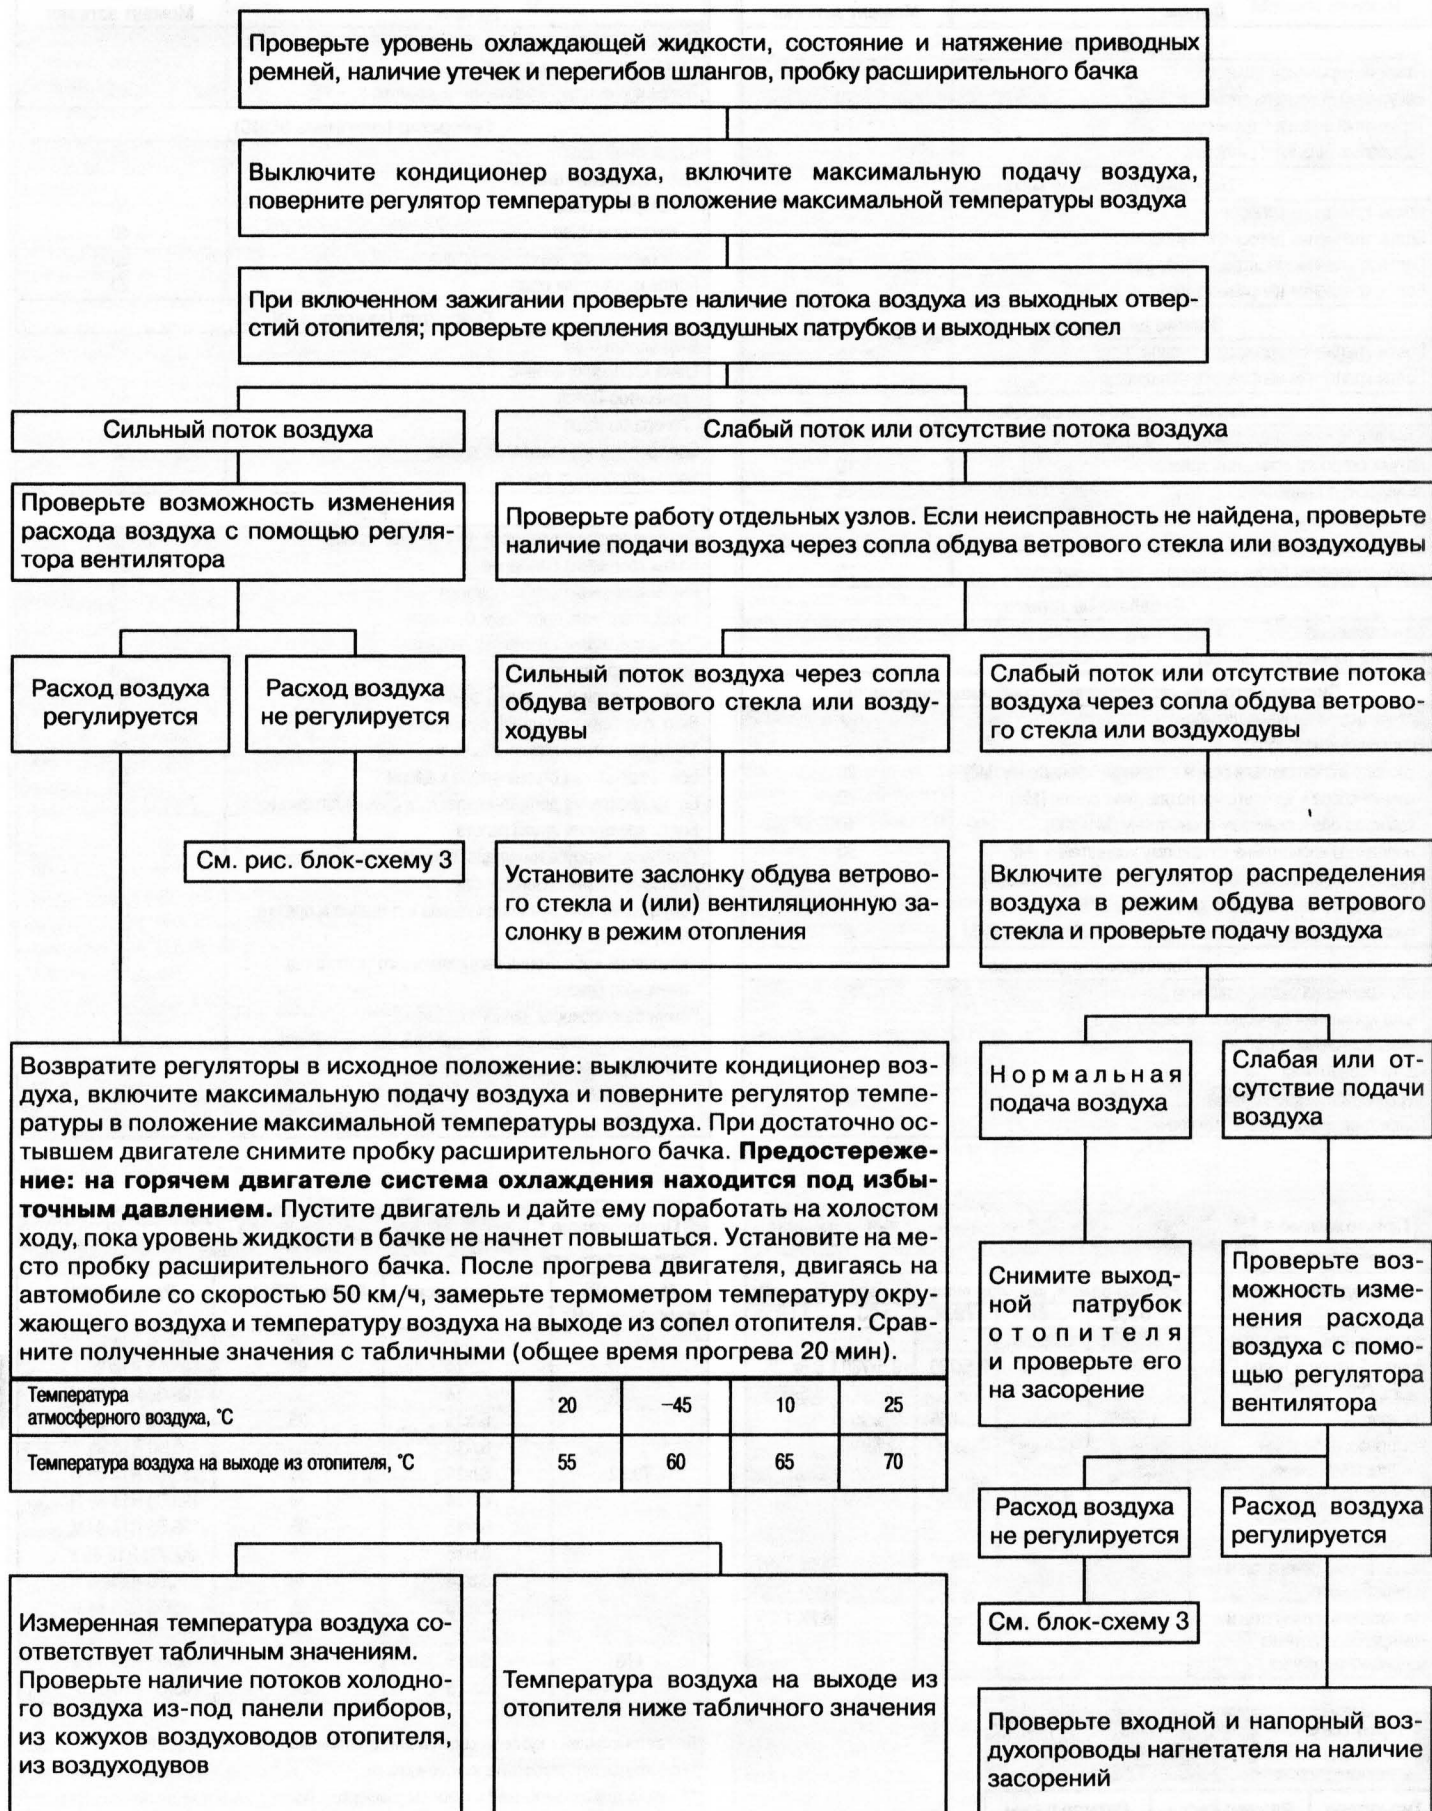 Проверьте уровень охлаждающей жидкости, состояние и натяжение приводных
ремней, наличие утечек и перегибов шлангов, пробку расширительного бачка
Выключите кондиционер воздуха, включите максимальную подачу воздуха,
поверните регулятор температуры в положение максимальной температуры воздуха
При включенном зажигании проверьте наличие потока воздуха из выходных отвер-
стий отопителя; проверьте крепления воздушных патрубков и выходных сопел
Сильный поток воздуха
Слабый поток или отсутствие потока воздуха
Проверьте возможность изменения
расхода воздуха с помощью регуля-
тора вентилятора
Проверьте работу отдельных узлов. Если неисправность не найдена, проверьте
наличие подачи воздуха через сопла обдува ветрового стекла или воздуходувы
Расход воздуха
регулируется
Расход воздуха
не регулируется
Сильный поток воздуха через сопла
обдува ветрового стекла или возду-
ходувы
Слабый поток или отсутствие потока
воздуха через сопла обдува ветрово-
го стекла или воздуходувы
См. рис. блок-схему 3
Установите заслонку обдува ветрово-
го стекла и (или) вентиляционную за-
слонку в режим отопления
Включите регулятор распределения
воздуха в режим обдува ветрового
стекла и проверьте подачу воздуха
Возвратите регуляторы в исходное положение: выключите кондиционер воз-
духа, включите максимальную подачу воздуха и поверните регулятор темпе-
ратуры в положение максимальной температуры воздуха. При достаточно ос-
тывшем двигателе снимите пробку расширительного бачка. Предостереже-
ние: на горячем двигателе система охлаждения находится под избы-
точным давлением. Пустите двигатель и дайте ему поработать на холостом
ходу, пока уровень жидкости в бачке не начнет повышаться. Установите на ме-
сто пробку расширительного бачка. После прогрева двигателя, двигаясь на
автомобиле со скоростью 50 км/ч, замерьте термометром температуру окру-
жающего воздуха и температуру воздуха на выходе из сопел отопителя. Срав-
ните полученные значения с табличными (общее время прогрева 20 мин).
Температура
атмосферного воздуха, °С 20 –45 10 25
Температура воздуха на выходе из отопителя, °С 55 60 65 70
Нормальная
подача воздуха
Слабая или от-
сутствие подачи
воздуха
Снимите выход-
ной патрубок
отопителя
и проверьте его
на засорение
Проверьте воз-
можность изме-
нения расхода
воздуха с помо-
щью регулятора
вентилятора
Расход воздуха
не регулируется
Расход воздуха
регулируется
См. блок-схему 3
Измеренная температура воздуха со-
ответствует табличным значениям.
Проверьте наличие потоков холодно-
го воздуха из-под панели приборов,
из кожухов воздуховодов отопителя,
из воздуходувов
Температура воздуха на выходе из
отопителя ниже табличного значения
Проверьте входной и напорный воз-
духопроводы нагнетателя на наличие
засорений